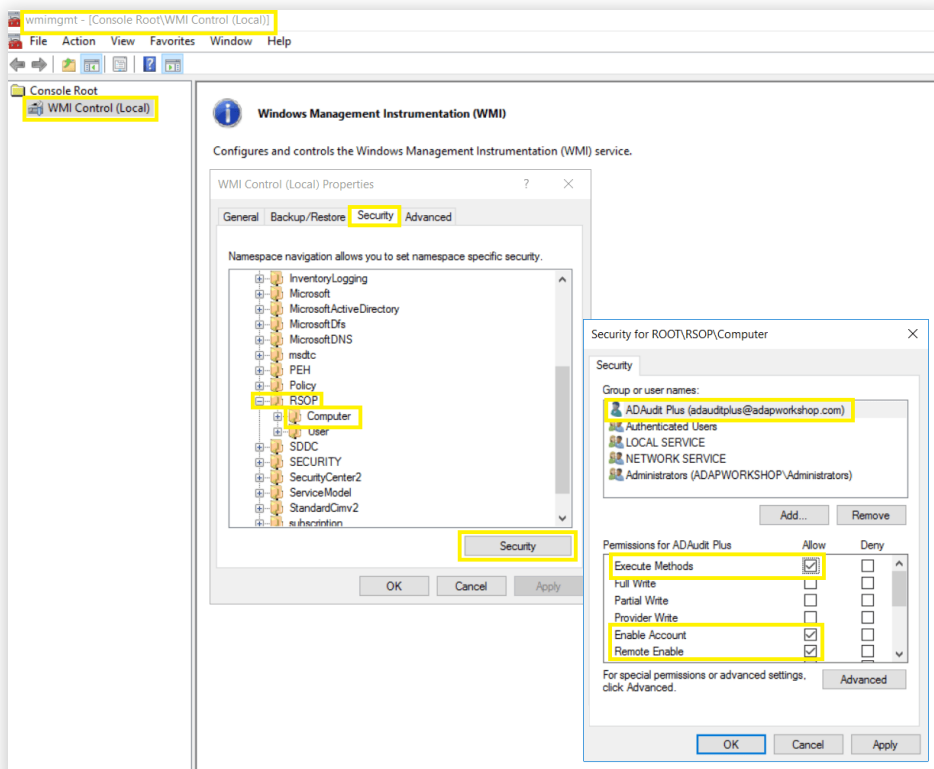 wmimgmt - [Console Root\WMI Control (Local)]
File Action View Favorites Window Help
Console Root
WMI Control (Local)
Windows Management Instrumentation (WMI)
Configures and controls the Windows Management Instrumentation (WMI) service.
WMI Control (Local) Properties
General Backup/Restore Security Advanced
Namespace navigation allows you to set namespace specific security.
InventoryLogging
Microsoft
MicrosoftActiveDirectory
MicrosoftDfs
MicrosoftDNS
msdtc
PEH
Policy
RSOP
Computer
User
SDDC
SECURITY
SecurityCenter2
ServiceModel
StandardCimv2
subscription
Security
OK Cancel Apply
Security for ROOT\RSOP\Computer
Security
Group or user names:
ADAudit Plus (adauditplus@adapworkshop.com)
Authenticated Users
LOCAL SERVICE
NETWORK SERVICE
Administrators (ADAPWORKSHOP\Administrators)
Add... Remove
Permissions for ADAudit Plus Allow Deny
Execute Methods
Full Write
Partial Write
Provider Write
Enable Account
Remote Enable
For special permissions or advanced settings,
click Advanced.
Advanced
OK Cancel Apply